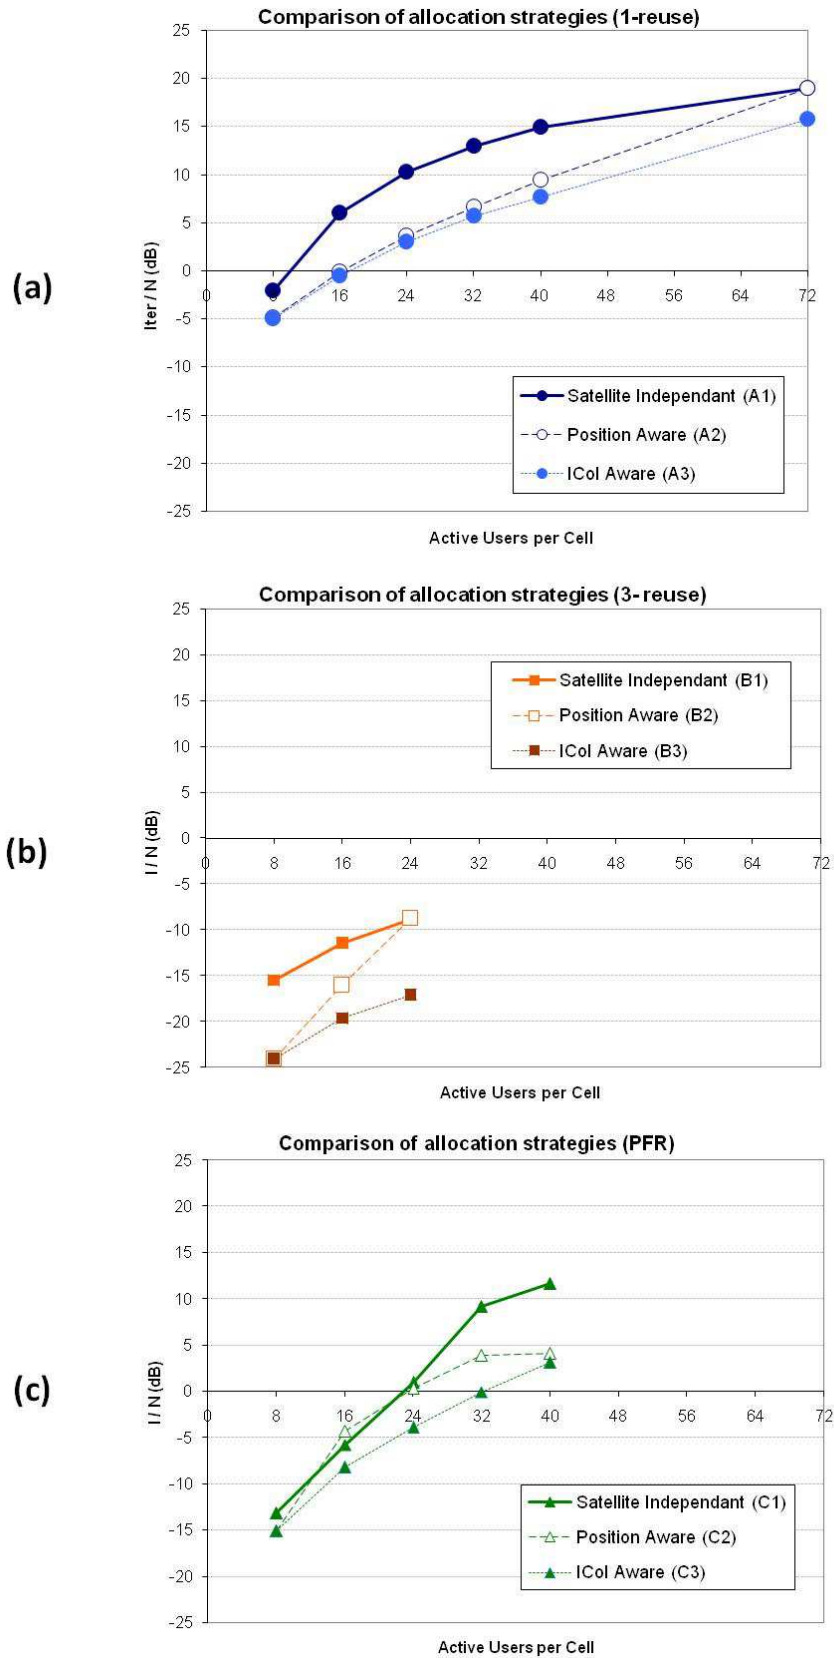 Comparison of allocation strategies (1-reuse)
25
20
15
10
5
0
-5
-10
-15
-20
-25
0 16 24 32 40 48 56 64 72
Iter / N (dB)
(a)
Satellite Independant (A1)
Position Aware (A2)
ICol Aware (A3)
Active Users per Cell
Comparison of allocation strategies (3- reuse)
25
20
15
10
5
0
-5
-10
-15
-20
-25
0 8 16 24 32 40 48 56 64 72
I / N (dB)
(b)
Satellite Independant (B1)
Position Aware (B2)
ICol Aware (B3)
Active Users per Cell
Comparison of allocation strategies (PFR)
25
20
15
10
5
0
-5
-10
-15
-20
-25
0 8 16 24 32 40 48 56 64 72
I / N (dB)
(c)
Satellite Independant (C1)
Position Aware (C2)
ICol Aware (C3)
Active Users per Cell